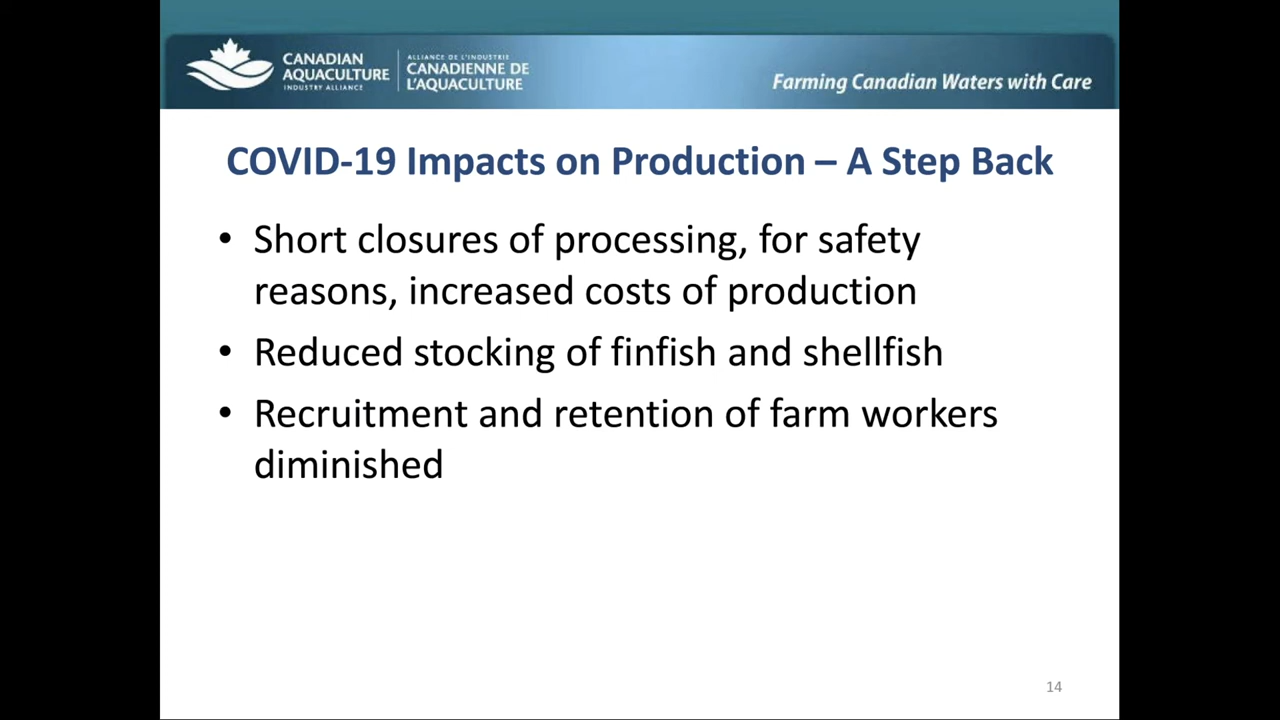 CANADIAN
AQUACULTURE
INDUSTRY ALLIANCE
ALLIANCE DE L'INDUSTRIE
CANADIENNE DE
L'AQUACULTURE
Farming Canadian Waters with Care
COVID-19 Impacts on Production – A Step Back
• Short closures of processing, for safety
reasons, increased costs of production
• Reduced stocking of finfish and shellfish
• Recruitment and retention of farm workers
diminished
14